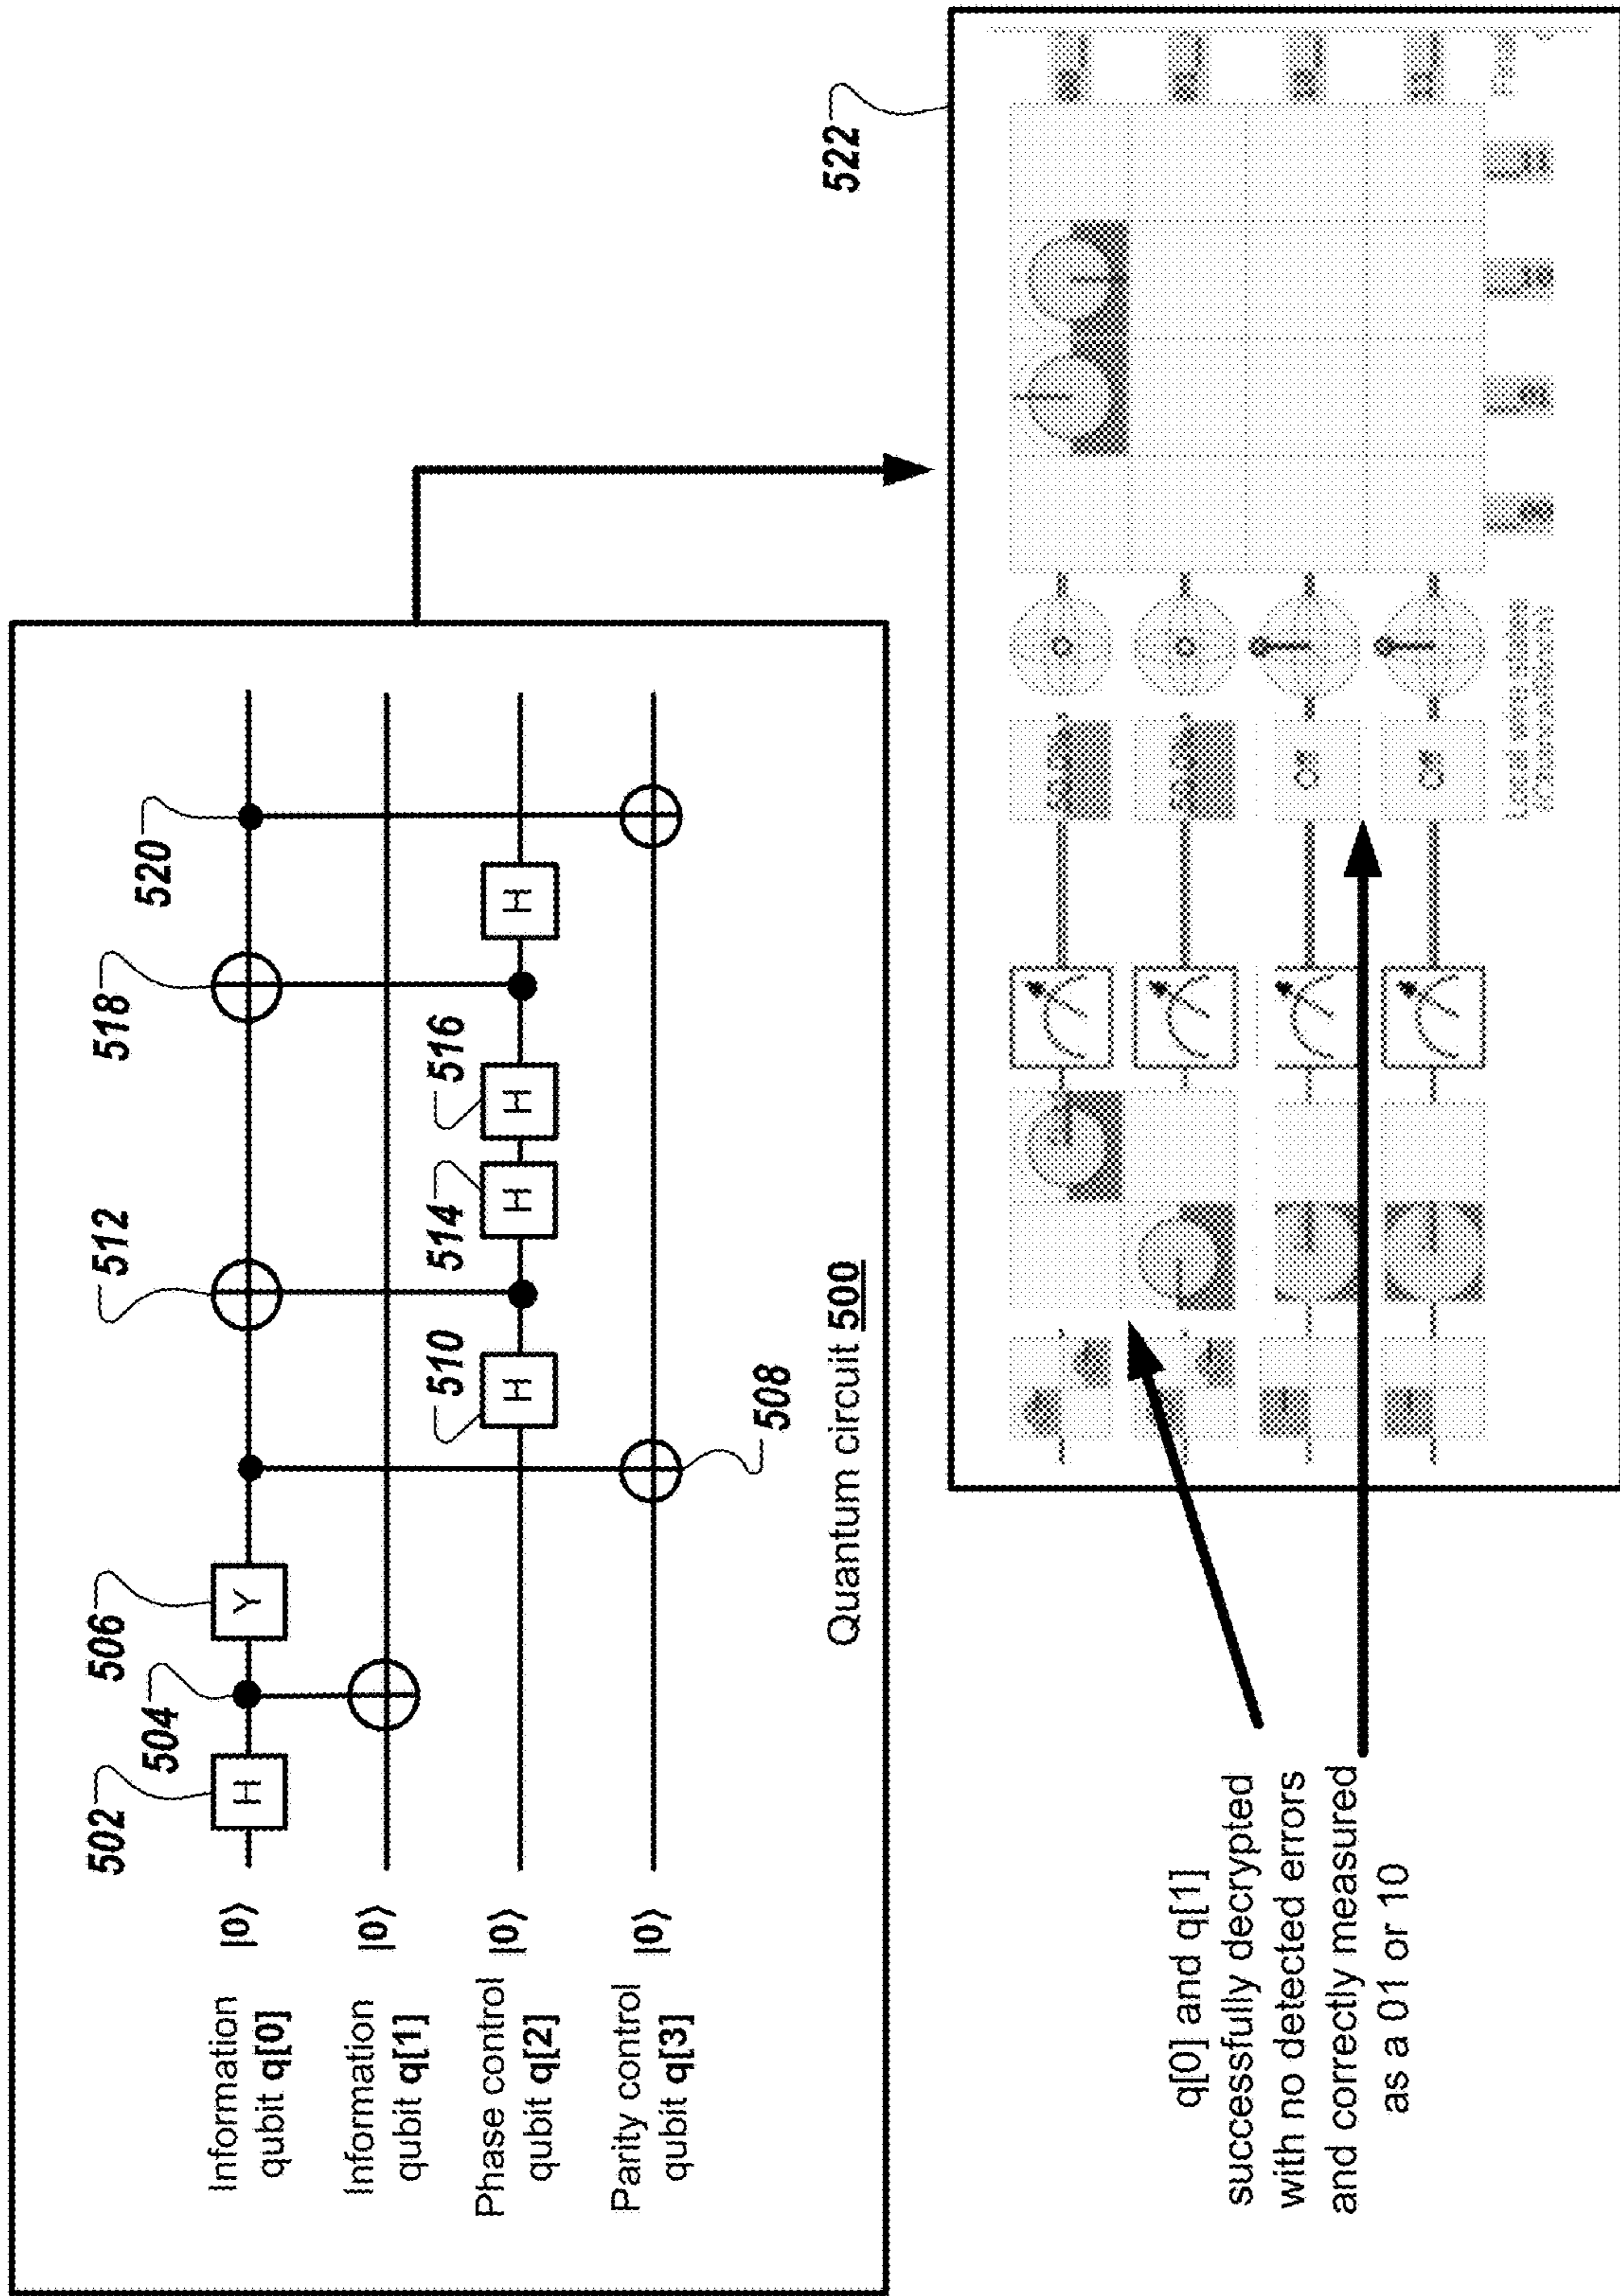 Information
qubit q[0]
|0⟩
Information
qubit q[1]
|0⟩
Phase control
qubit q[2]
|0⟩
Parity control
qubit q[3]
|0⟩
502
H
504
506
Y
508
510
H
512
514
H
516
H
518
H
520
Quantum circuit 500
522
q[0] and q[1]
successfully decrypted
with no detected errors
and correctly measured
as a 01 or 10
Off
Off